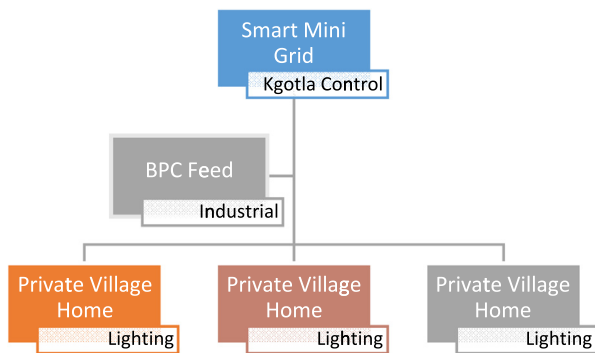 Smart Mini
Grid
Kgotla Control
BPC Feed
Industrial
Private Village
Home
Lighting
Private Village
Home
Lighting
Private Village
Home
Lighting